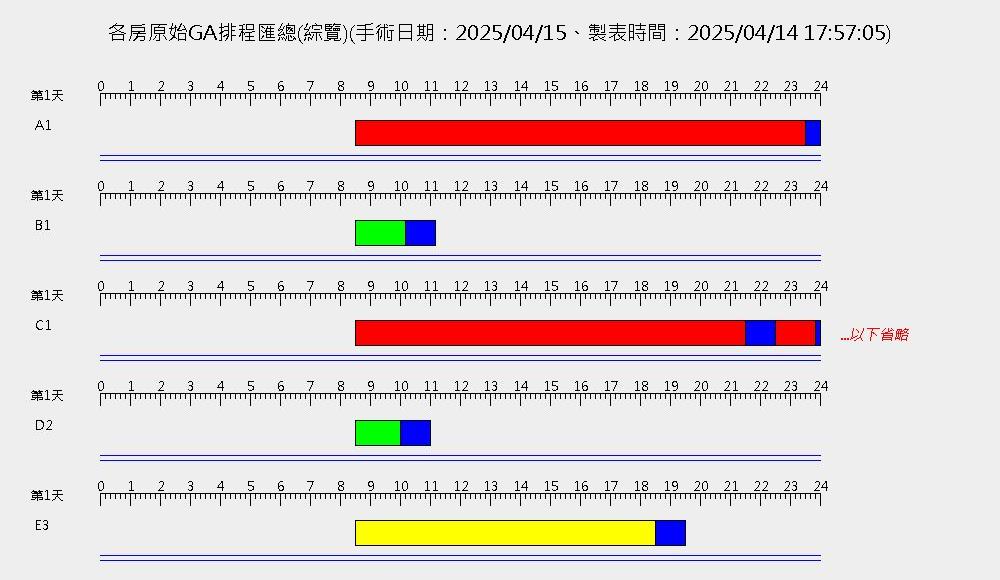 各房原始GA排程匯總(綜覽)(手術日期：2025/04/15、製表時間：2025/04/14 17:57:05)
第1天 0 1 2 3 4 5 6 7 8 9 10 11 12 13 14 15 16 17 18 19 20 21 22 23 24
A1
第1天 0 1 2 3 4 5 6 7 8 9 10 11 12 13 14 15 16 17 18 19 20 21 22 23 24
B1
第1天 0 1 2 3 4 5 6 7 8 9 10 11 12 13 14 15 16 17 18 19 20 21 22 23 24
C1 ...以下省略
第1天 0 1 2 3 4 5 6 7 8 9 10 11 12 13 14 15 16 17 18 19 20 21 22 23 24
D2
第1天 0 1 2 3 4 5 6 7 8 9 10 11 12 13 14 15 16 17 18 19 20 21 22 23 24
E3